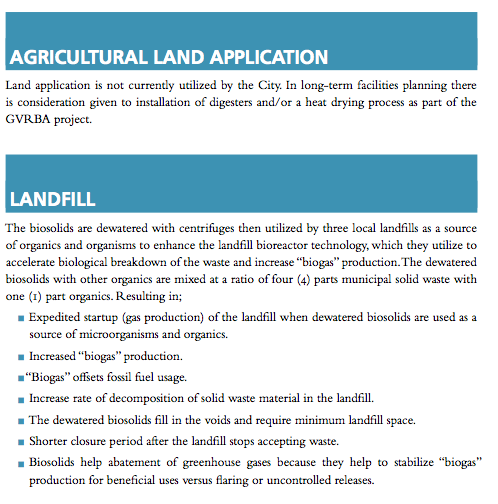 AGRICULTURAL LAND APPLICATION
Land application is not currently utilized by the City. In long-term facilities planning there
is consideration given to installation of digesters and/or a heat drying process as part of the
GVRBA project.
LANDFILL
The biosolids are dewatered with centrifuges then utilized by three local landfills as a source
of organics and organisms to enhance the landfill bioreactor technology, which they utilize to
accelerate biological breakdown of the waste and increase “biogas” production. The dewatered
biosolids with other organics are mixed at a ratio of four (4) parts municipal solid waste with
one (1) part organics. Resulting in;
■ Expedited startup (gas production) of the landfill when dewatered biosolids are used as a
source of microorganisms and organics.
■ Increased “biogas” production.
■ “Biogas” offsets fossil fuel usage.
■ Increase rate of decomposition of solid waste material in the landfill.
■ The dewatered biosolids fill in the voids and require minimum landfill space.
■ Shorter closure period after the landfill stops accepting waste.
■ Biosolids help abatement of greenhouse gases because they help to stabilize “biogas”
production for beneficial uses versus flaring or uncontrolled releases.